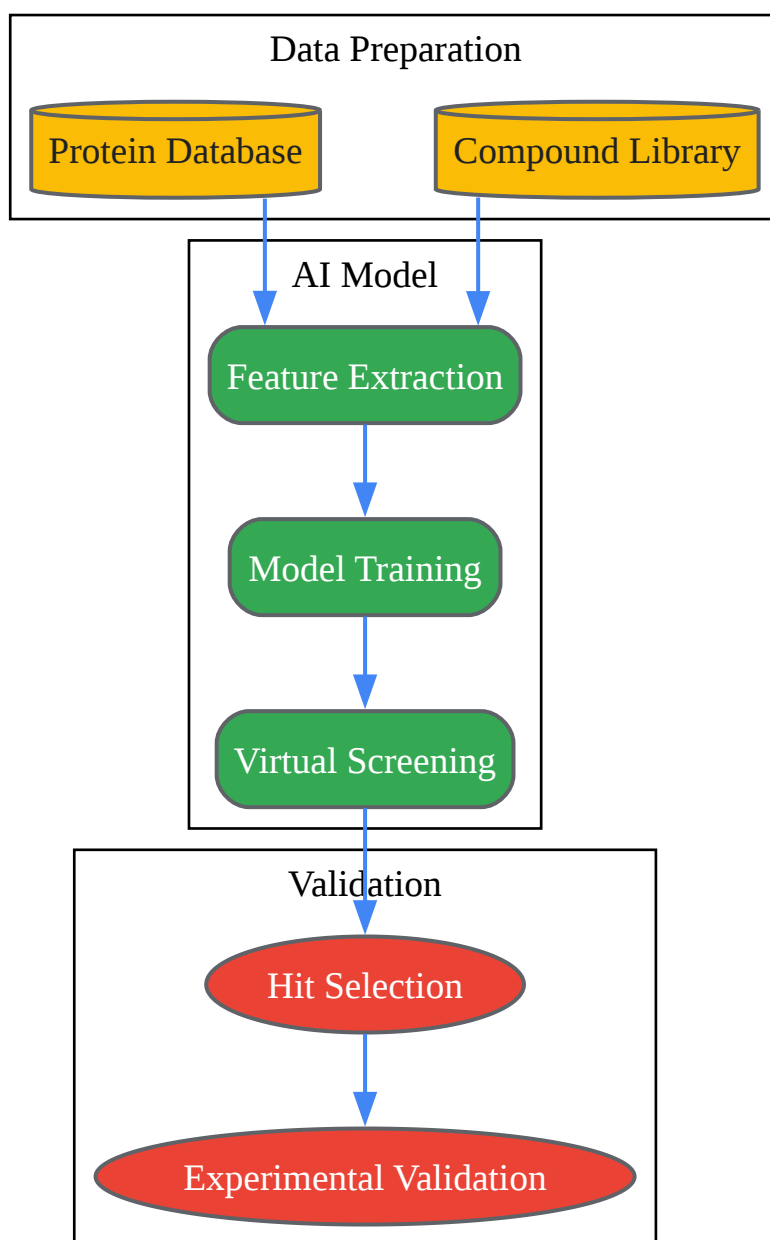 Data Preparation
Protein Database
Compound Library
AI Model
Feature Extraction
Model Training
Virtual Screening
Validation
Hit Selection
Experimental Validation